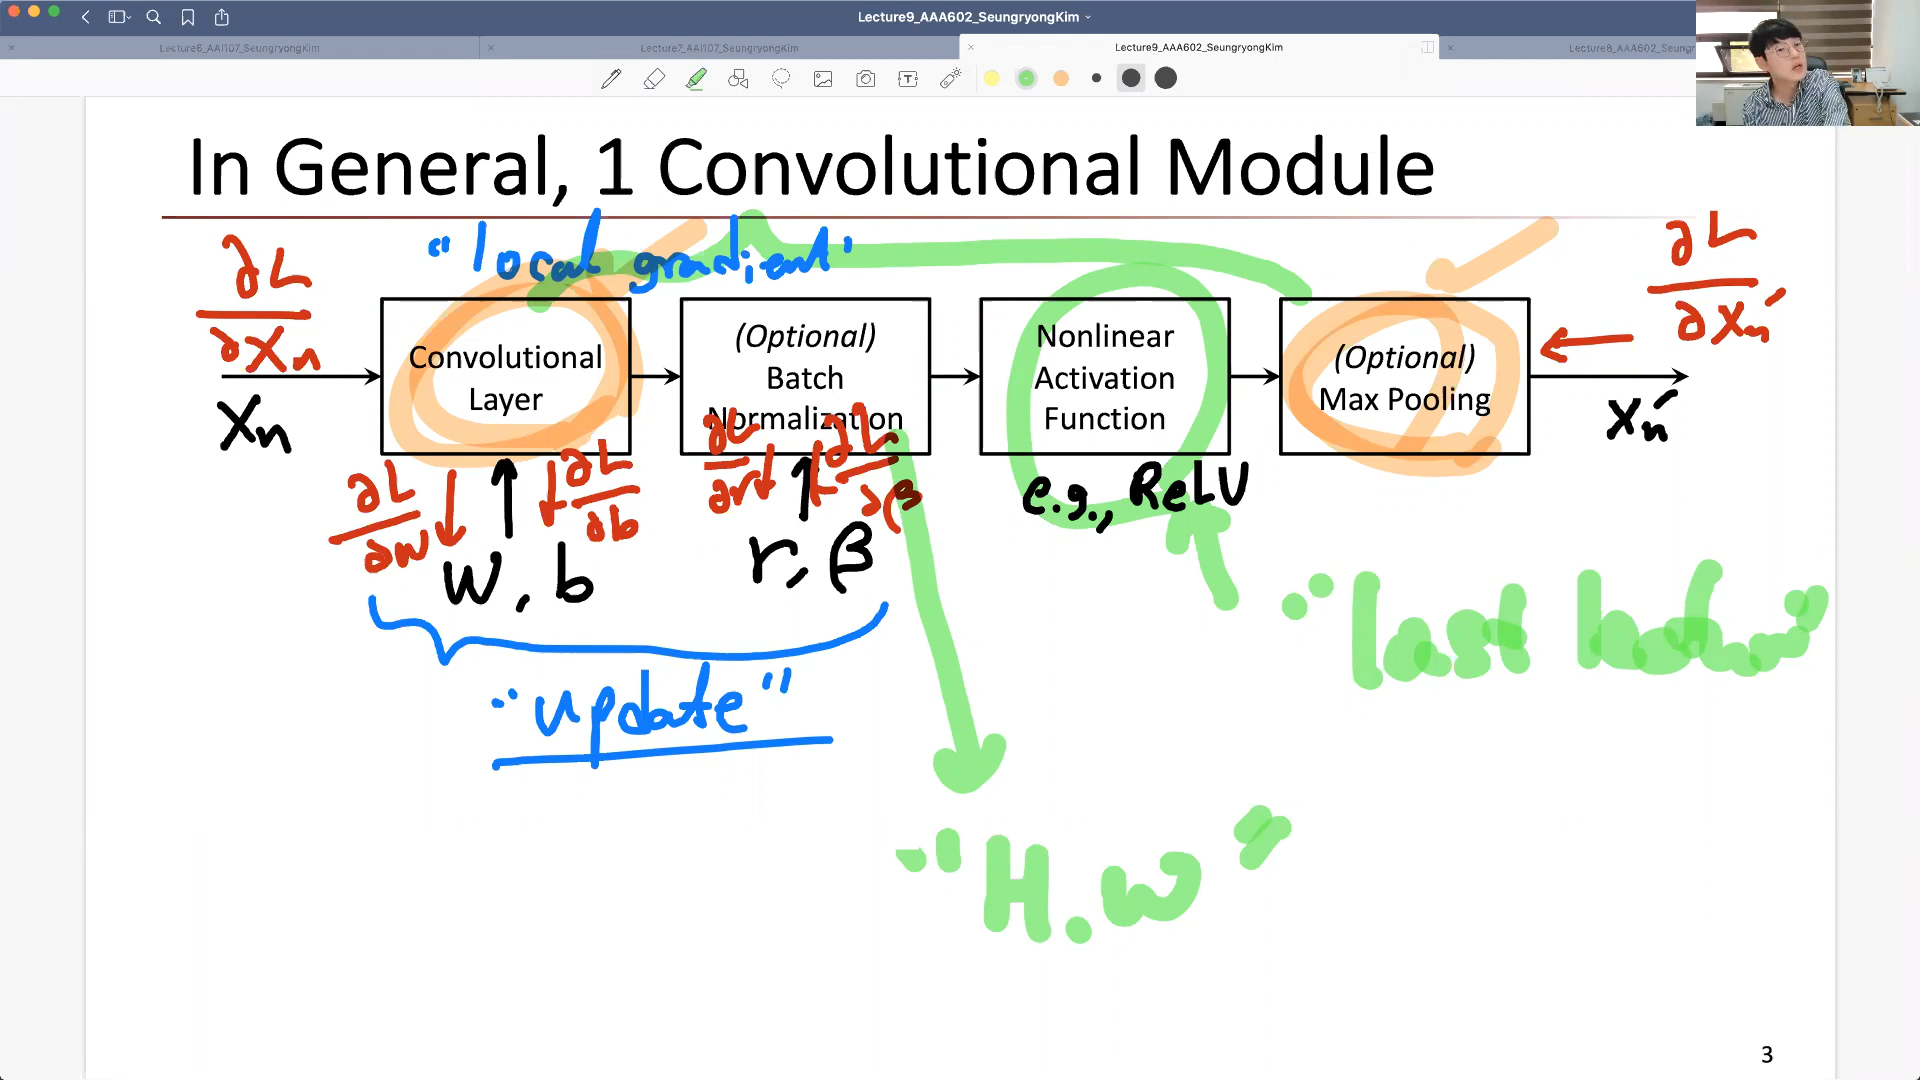 Lecture9_AAA602_SeungryongKim
Lecture6_AAI107_SeungryongKim
Lecture7_AAI107_SeungryongKim
Lecture9_AAA602_SeungryongKim
Lecture8_AAA602_Seungr
In General, 1 Convolutional Module
"local gradient"
∂L
∂Xn
∂L
∂Xn′
Convolutional
Layer
(Optional)
Batch
Normalization
Nonlinear
Activation
Function
(Optional)
Max Pooling
Xn
Xn′
∂L
∂w
∂L
∂b
∂L
∂r
∂L
∂β
e.g., ReLU
W, b
r, β
"last
"update"
"H.W"
3